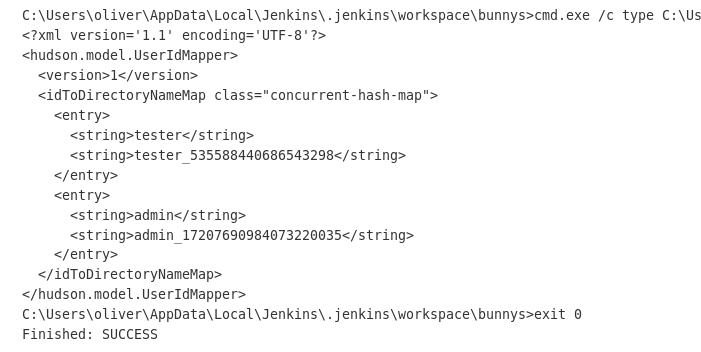 C:\Users\oliver\AppData\Local\Jenkins\.jenkins\workspace\bunnys>cmd.exe /c type C:\Us
<?xml version='1.1' encoding='UTF-8'?>
<hudson.model.UserIdMapper>
  <version>1</version>
  <idToDirectoryNameMap class="concurrent-hash-map">
    <entry>
      <string>tester</string>
      <string>tester_535588440686543298</string>
    </entry>
    <entry>
      <string>admin</string>
      <string>admin_17207690984073220035</string>
    </entry>
  </idToDirectoryNameMap>
</hudson.model.UserIdMapper>
C:\Users\oliver\AppData\Local\Jenkins\.jenkins\workspace\bunnys>exit 0
Finished: SUCCESS